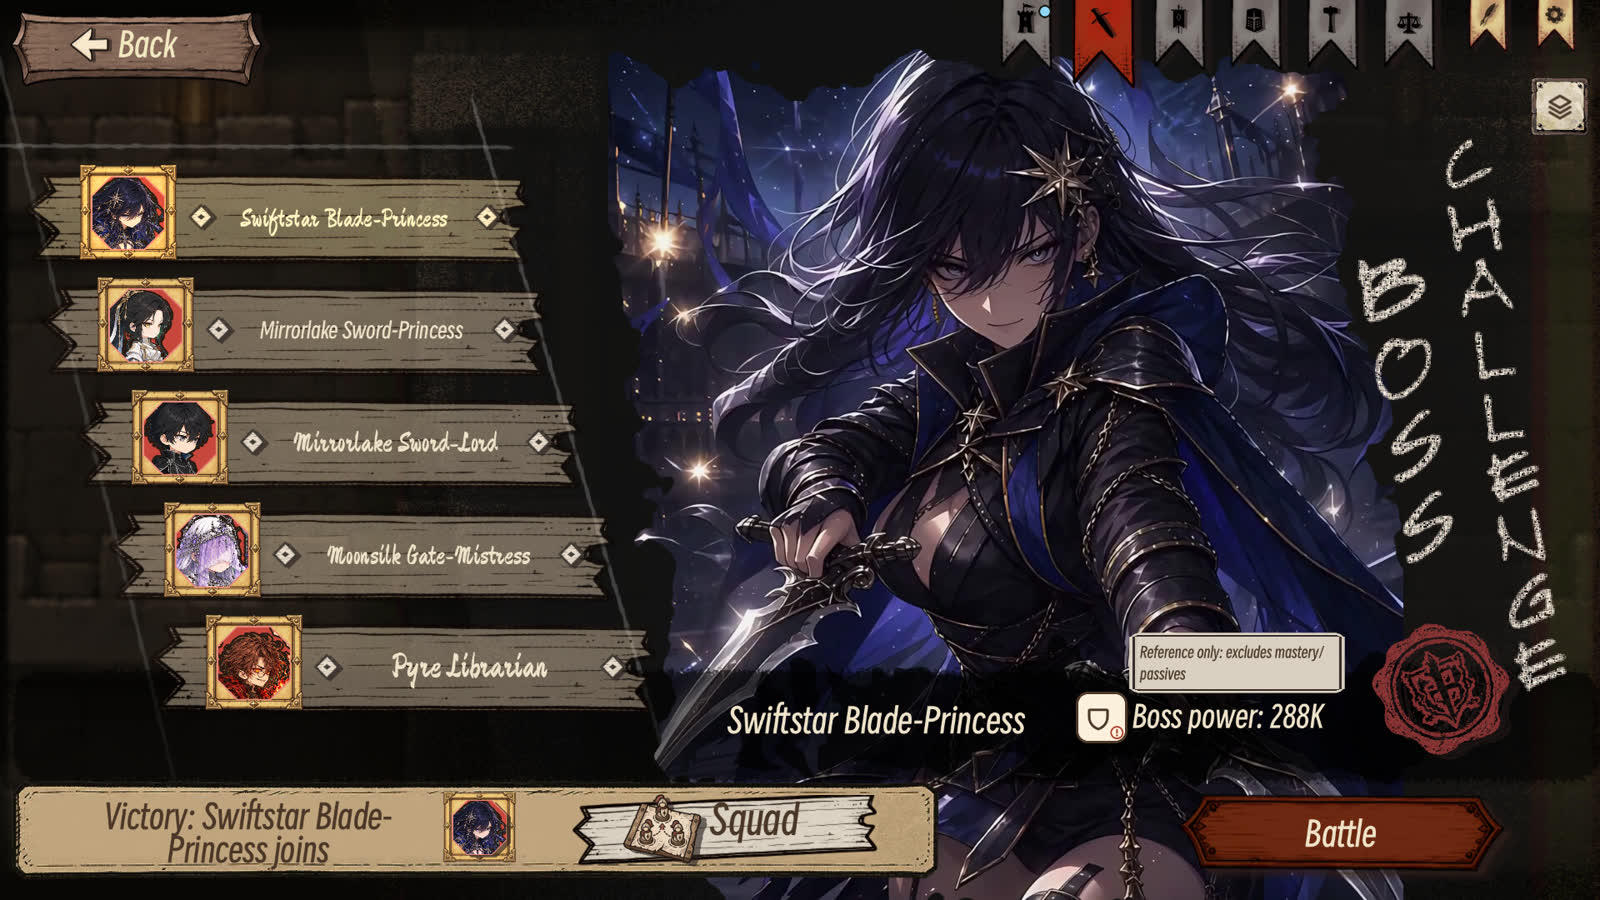 Back
Swiftstar Blade-Princess
Mirrorlake Sword-Princess
Mirrorlake Sword-Lord
Moonsilk Gate-Mistress
Pyre Librarian
BOSS
CHALLENGE
Reference only: excludes mastery/
passives
Swiftstar Blade-Princess
Boss power: 288K
Victory: Swiftstar Blade-
Princess joins
Squad
Battle